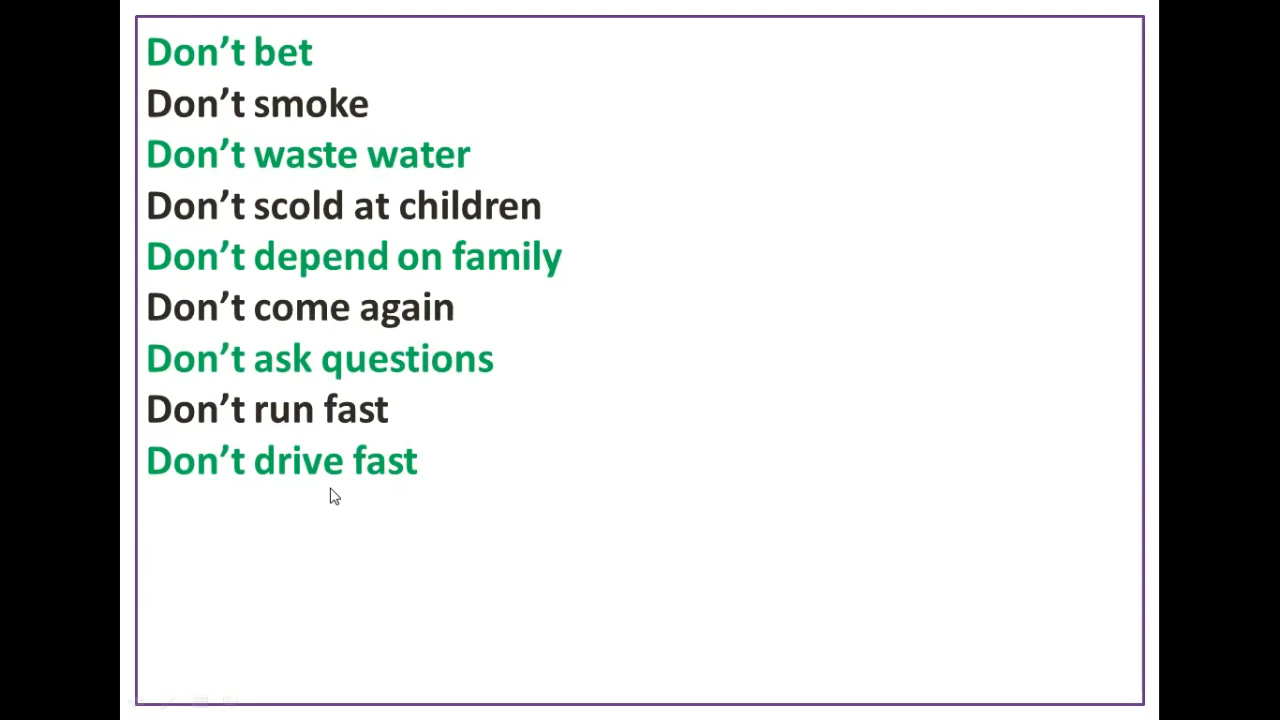 Don’t bet
Don’t smoke
Don’t waste water
Don’t scold at children
Don’t depend on family
Don’t come again
Don’t ask questions
Don’t run fast
Don’t drive fast